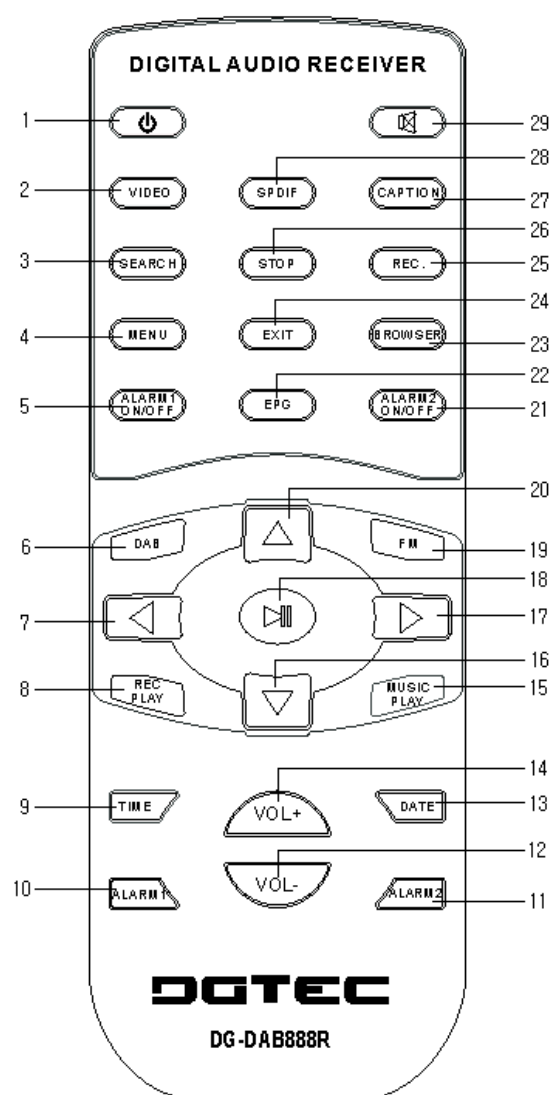 DIGITAL AUDIO RECEIVER
1
29
28
2
VIDEO
SPDIF
CAPTION
27
26
3
SEARCH
STOP
REC.
25
24
4
MENU
EXIT
BROWSER
23
22
5
ALARM1
ON/OFF
EPG
ALARM2
ON/OFF
21
20
6
DAB
FM
19
18
7
17
16
8
REC
PLAY
MUSIC
PLAY
15
14
9
TIME
VOL+
DATE
13
12
10
ALARM1
VOL-
ALARM2
11
DGTEC
DG-DAB888R